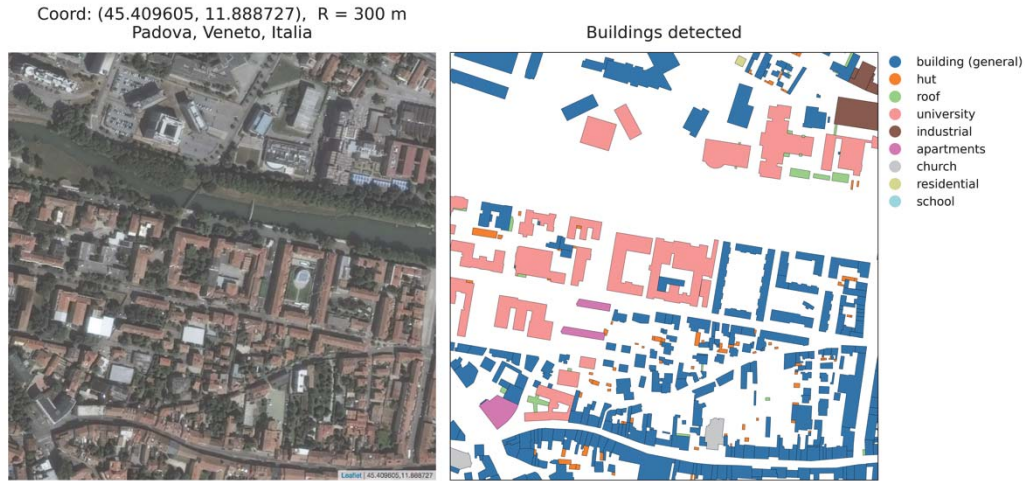 Coord: (45.409605, 11.888727), R = 300 m
Padova, Veneto, Italia
Buildings detected
building (general)
hut
roof
university
industrial
apartments
church
residential
school
Leaflet | 45.409605,11.888727